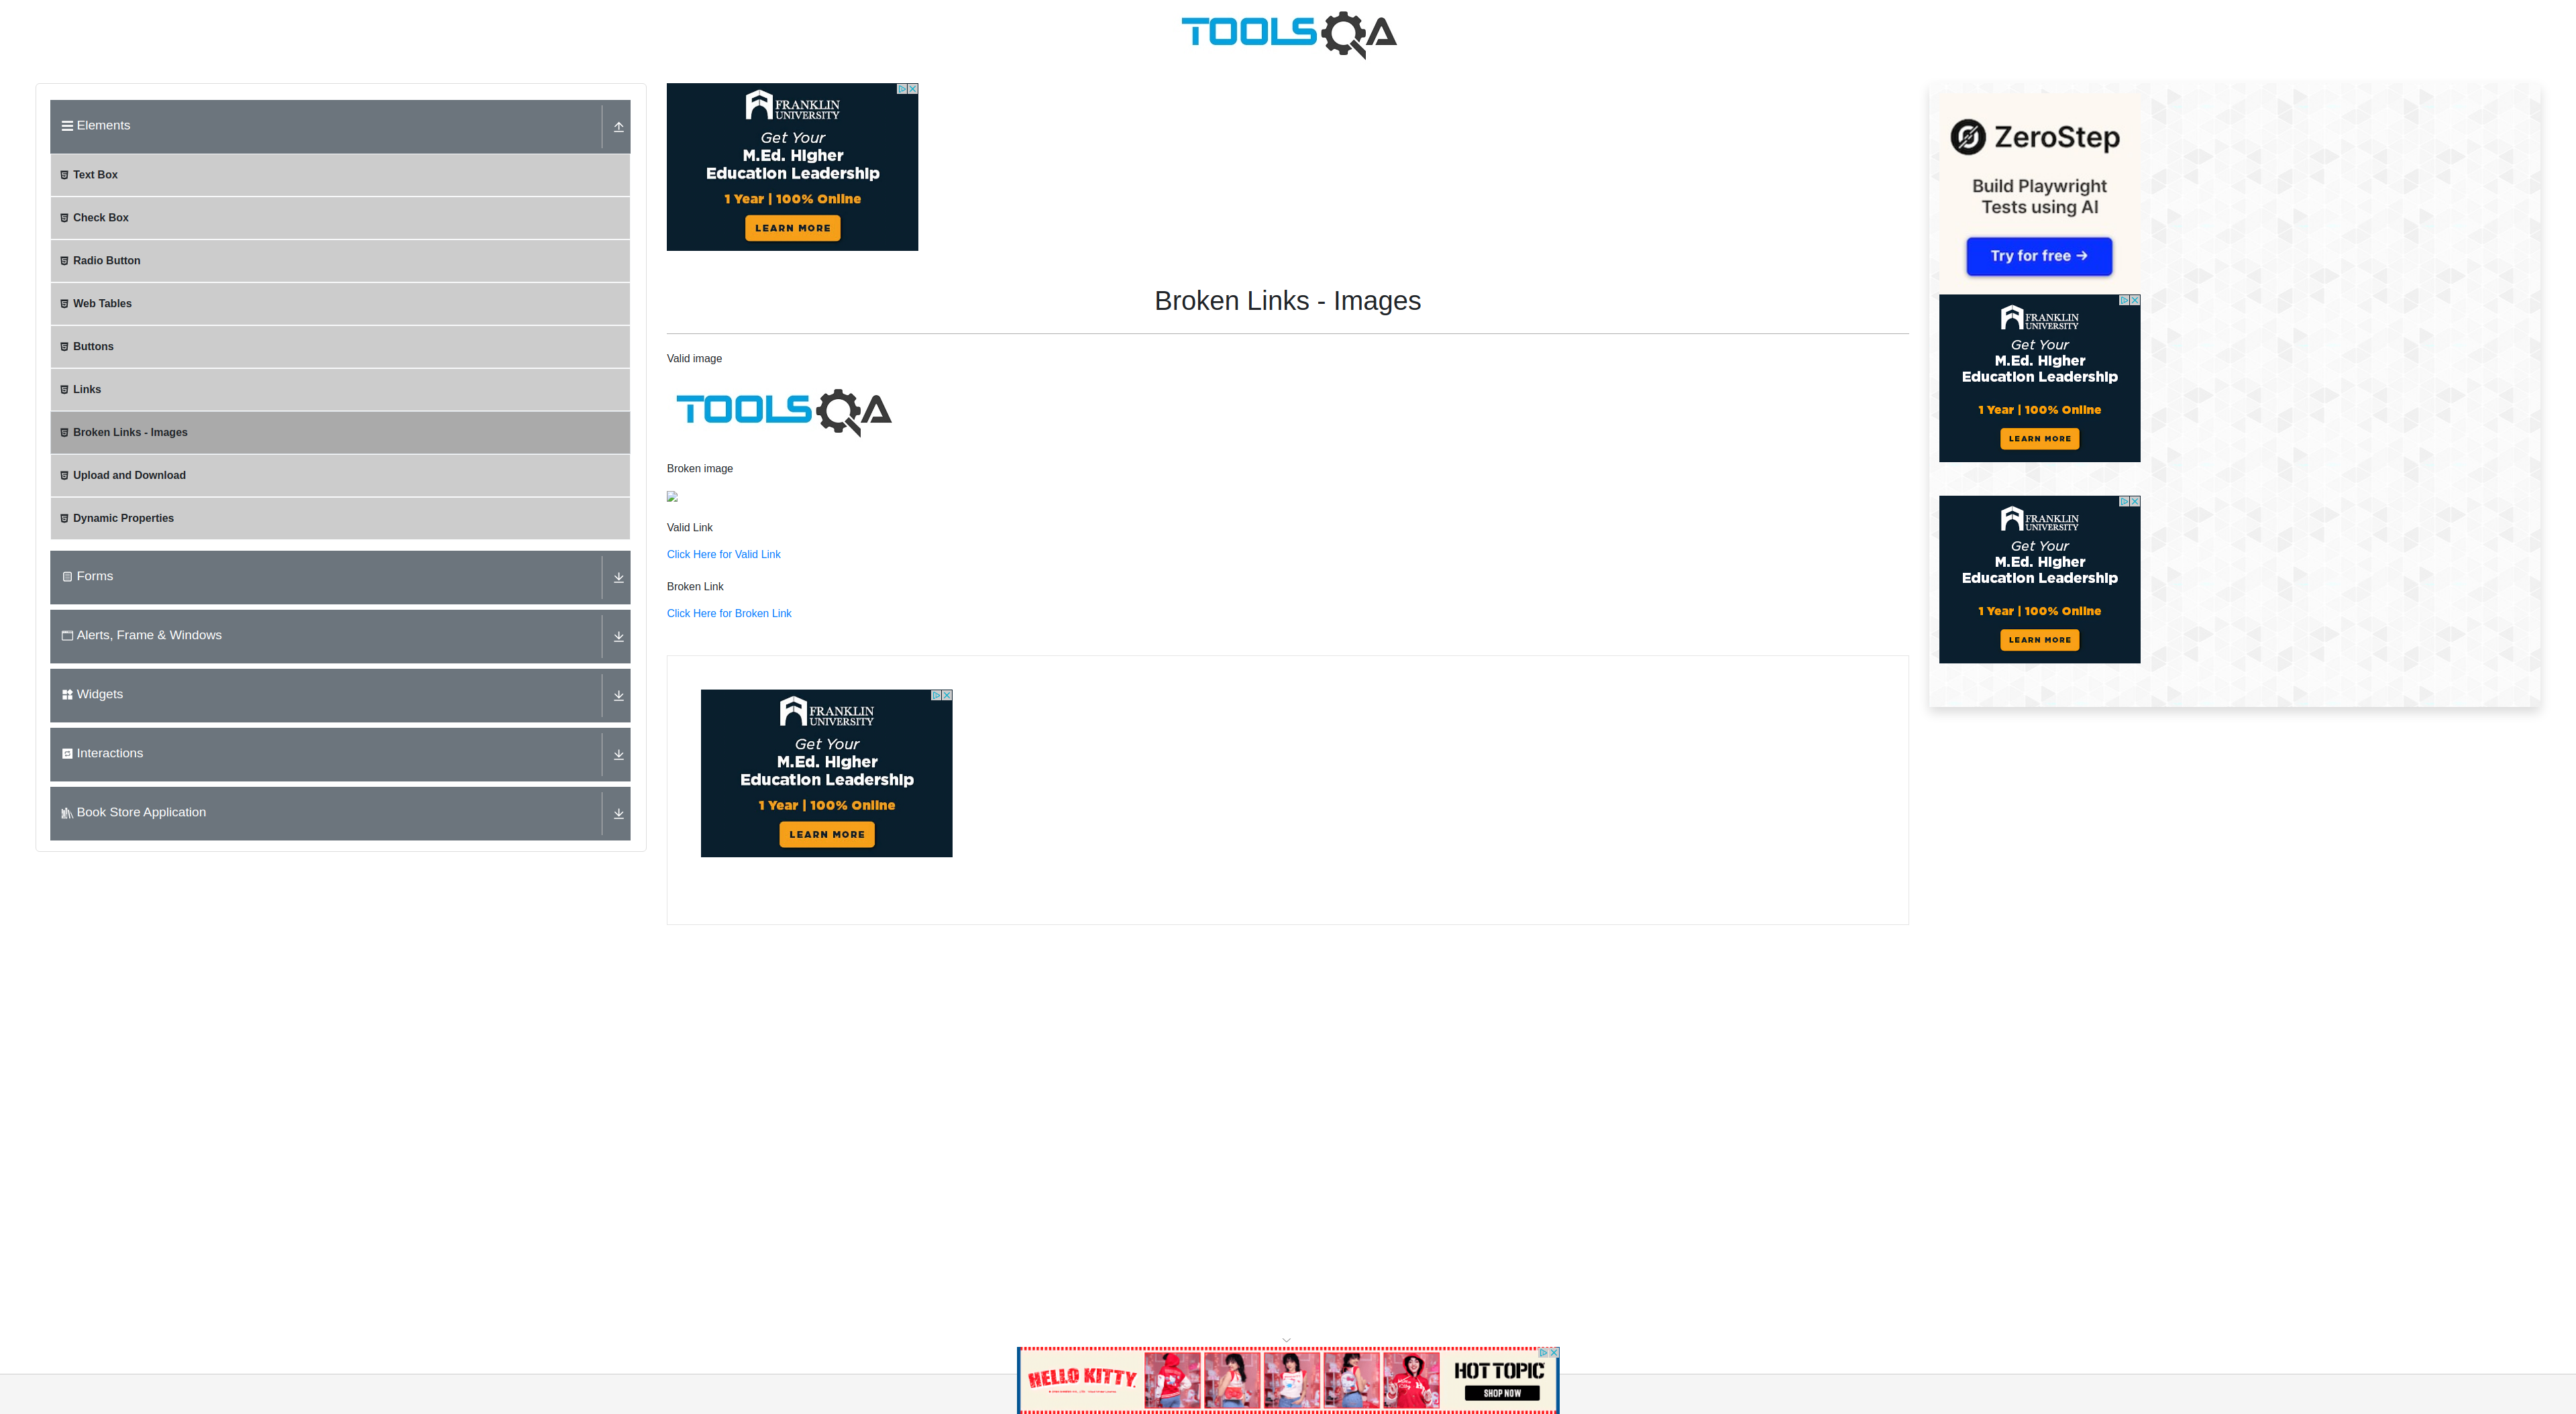 TOOLSQA
Elements
Text Box
Check Box
Radio Button
Web Tables
Buttons
Links
Broken Links - Images
Upload and Download
Dynamic Properties
Forms
Alerts, Frame & Windows
Widgets
Interactions
Book Store Application
FRANKLIN
UNIVERSITY
Get Your
M.Ed. Higher
Education Leadership
1 Year | 100% Online
LEARN MORE
Broken Links - Images
Valid image
TOOLSQA
Broken image
Valid Link
Click Here for Valid Link
Broken Link
Click Here for Broken Link
FRANKLIN
UNIVERSITY
Get Your
M.Ed. Higher
Education Leadership
1 Year | 100% Online
LEARN MORE
ZeroStep
Build Playwright
Tests using AI
Try for free →
FRANKLIN
UNIVERSITY
Get Your
M.Ed. Higher
Education Leadership
1 Year | 100% Online
LEARN MORE
FRANKLIN
UNIVERSITY
Get Your
M.Ed. Higher
Education Leadership
1 Year | 100% Online
LEARN MORE
HELLO KITTY
HOT TOPIC
SHOP NOW